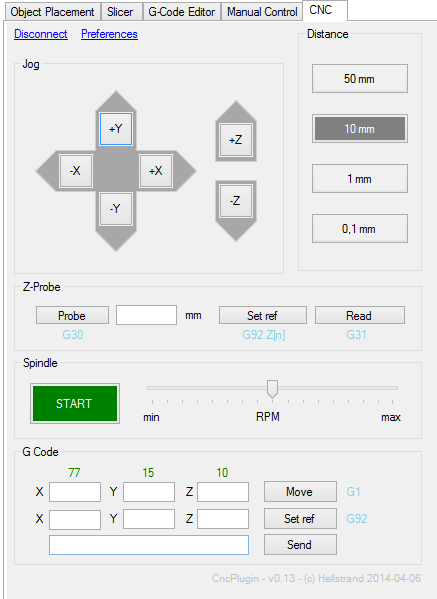 Object Placement Slicer G-Code Editor Manual Control CNC
Disconnect Preferences
Distance
Jog
50 mm
+Y
+Z
10 mm
-X
+X
1 mm
-Y
-Z
0,1 mm
Z-Probe
Probe mm Set ref Read
G30 G92 Z[n] G31
Spindle
START
min RPM max
G Code
77 15 10
X Y Z Move G1
X Y Z Set ref G92
Send
CncPlugin - v0.13 - (c) Hellstrand 2014-04-06